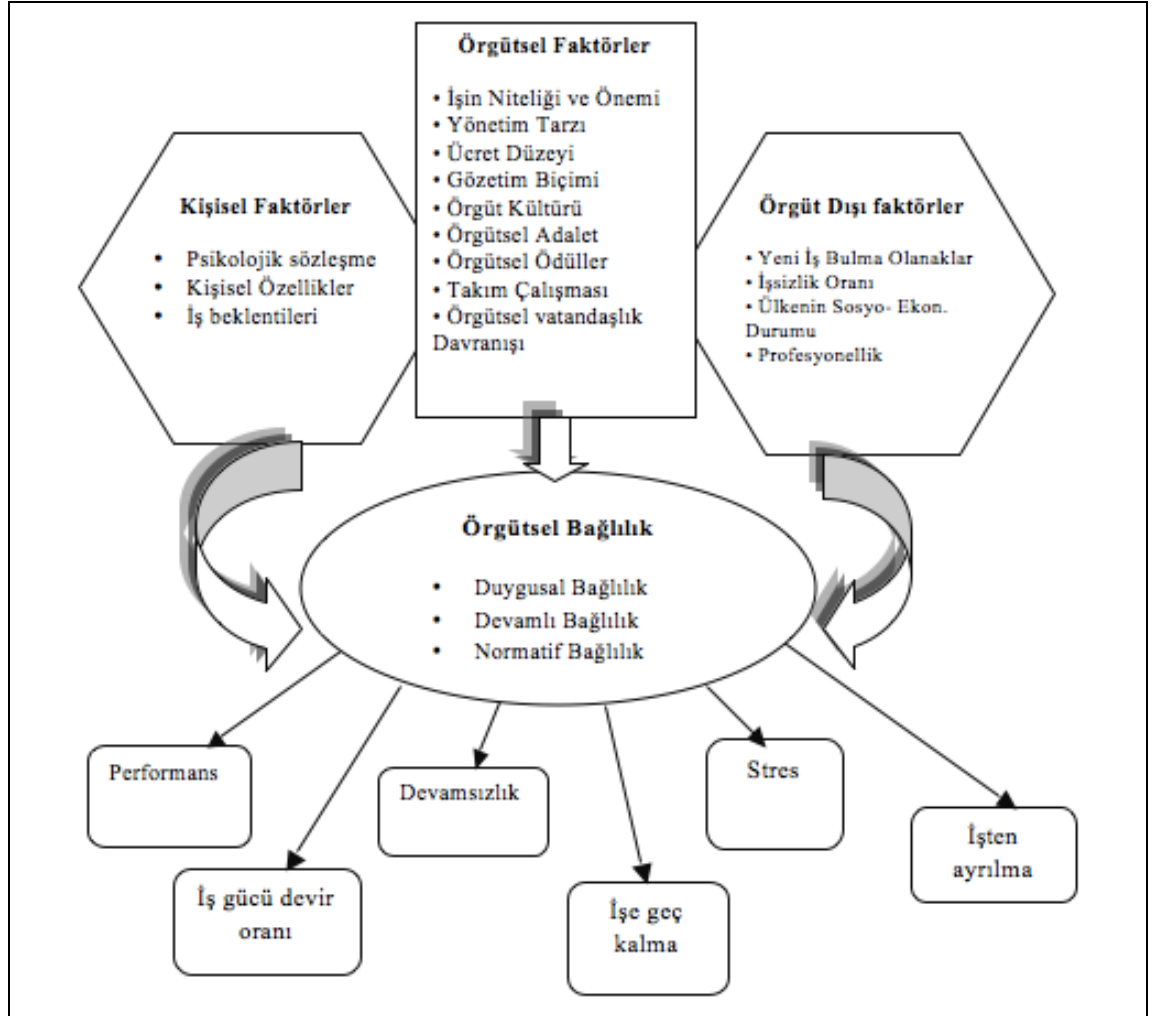 Örgütsel Faktörler
• İşin Niteliği ve Önemi
• Yönetim Tarzı
• Ücret Düzeyi
• Gözetim Biçimi
• Örgüt Kültürü
• Örgütsel Adalet
• Örgütsel Ödüller
• Takım Çalışması
• Örgütsel vatandaşlık
Davranışı
Kişisel Faktörler
• Psikolojik sözleşme
• Kişisel Özellikler
• İş beklentileri
Örgüt Dışı faktörler
• Yeni İş Bulma Olanaklar
• İşsizlik Oranı
• Ülkenin Sosyo- Ekon.
Durumu
• Profesyonellik
Örgütsel Bağlılık
• Duygusal Bağlılık
• Devamlı Bağlılık
• Normatif Bağlılık
Performans
İş gücü devir
oranı
Devamsızlık
İşe geç
kalma
Stres
İşten
ayrılma